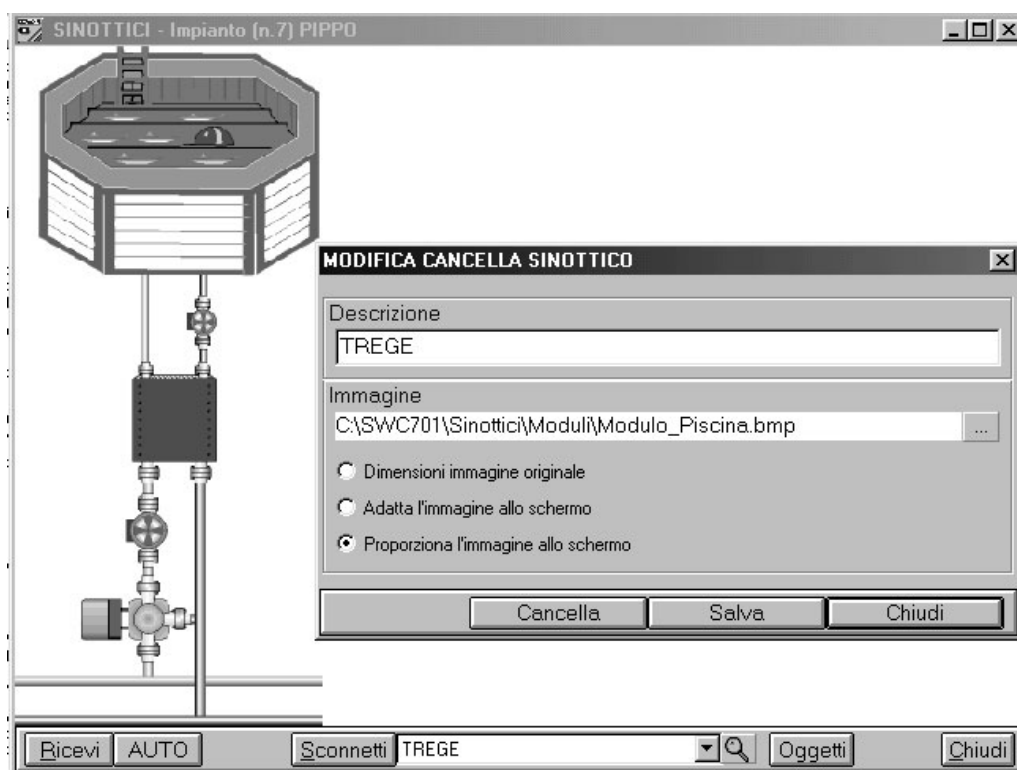 SINOTTICI - Impianto (n.7) PIPPO
MODIFICA CANCELLA SINOTTICO
Descrizione
TREGE
Immagine
C:\SWC701\Sinottici\Moduli\Modulo_Piscina.bmp
...
Dimensioni immagine originale
Adatta l'immagine allo schermo
Proporziona l'immagine allo schermo
Cancella Salva Chiudi
Ricevi AUTO Sconnetti TREGE Oggetti Chiudi